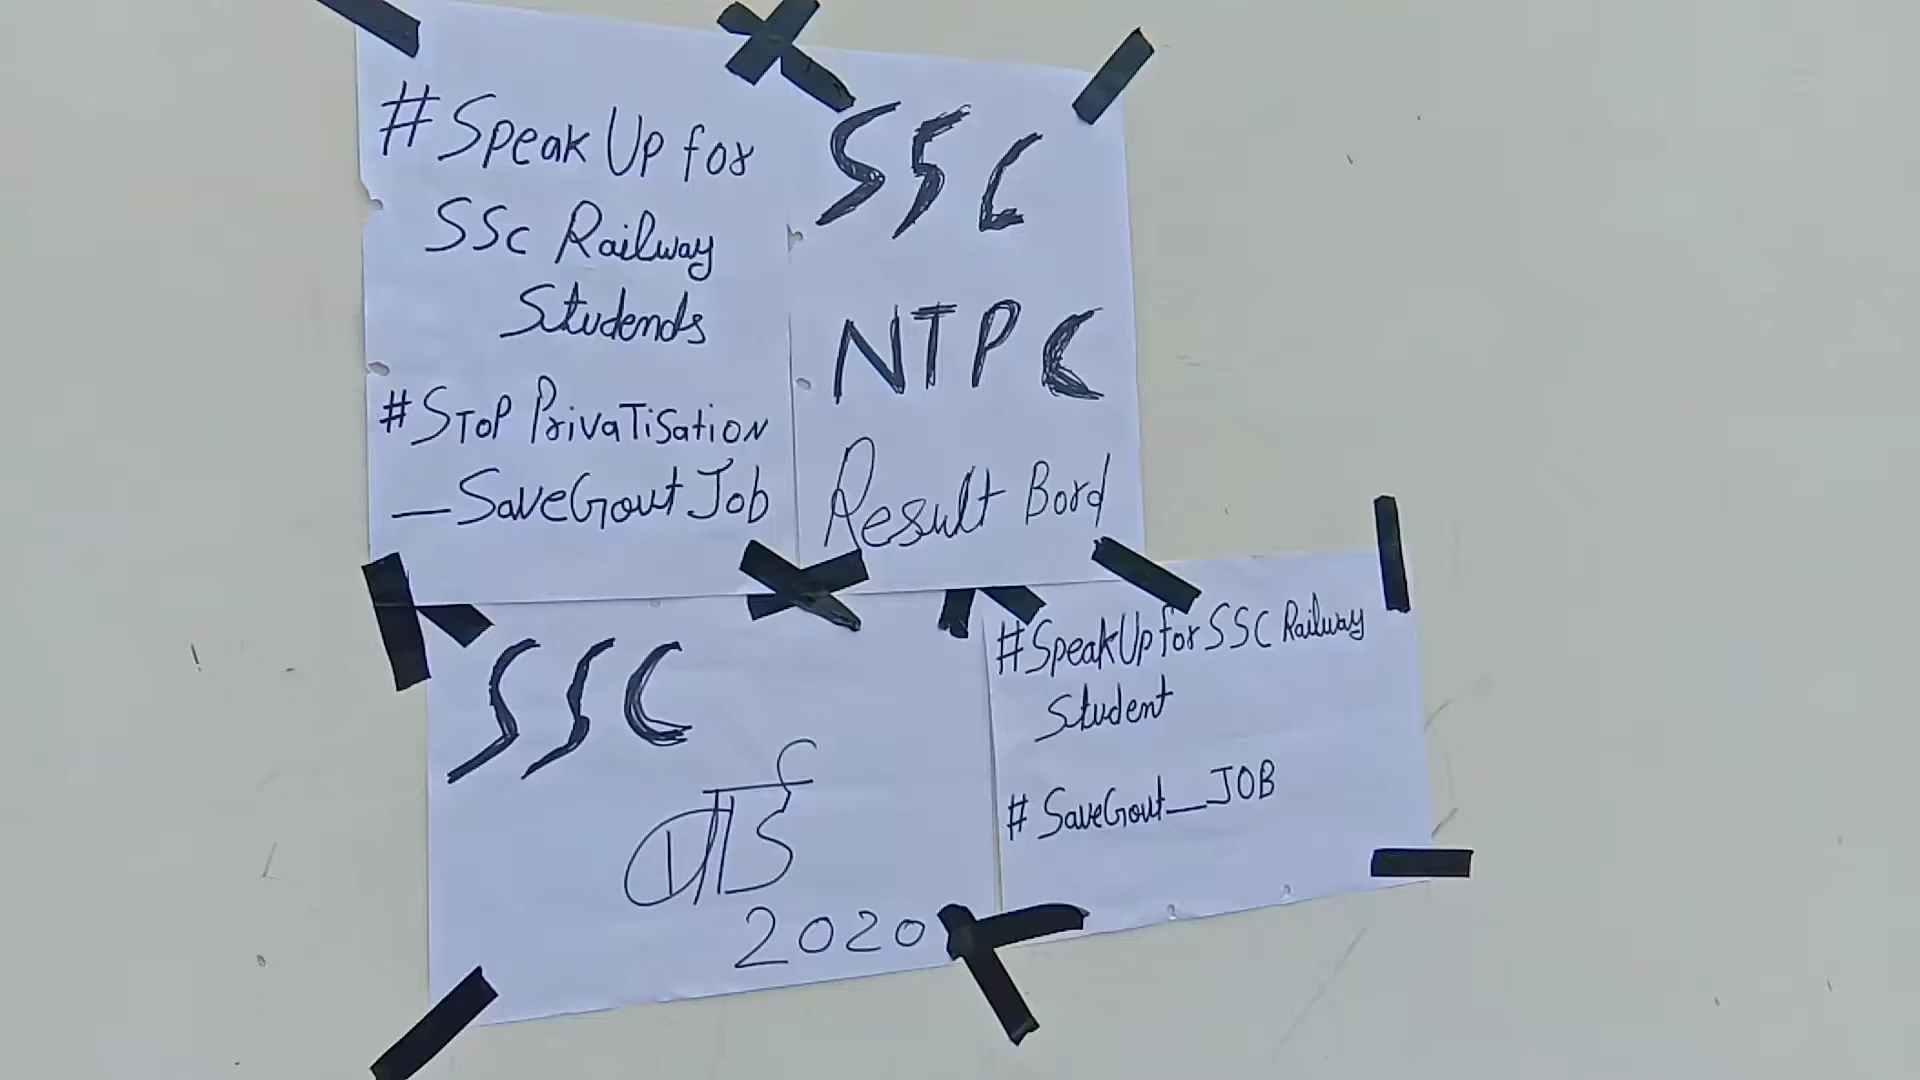 #Speak Up for
SSC Railway
Studends
#STOP PrivaTisation
_SaveGovt Job
SSC
NTPC
Result Bord
SSC
2020
#SpeakUp for SSC Railway
Student
#SaveGovt_JOB